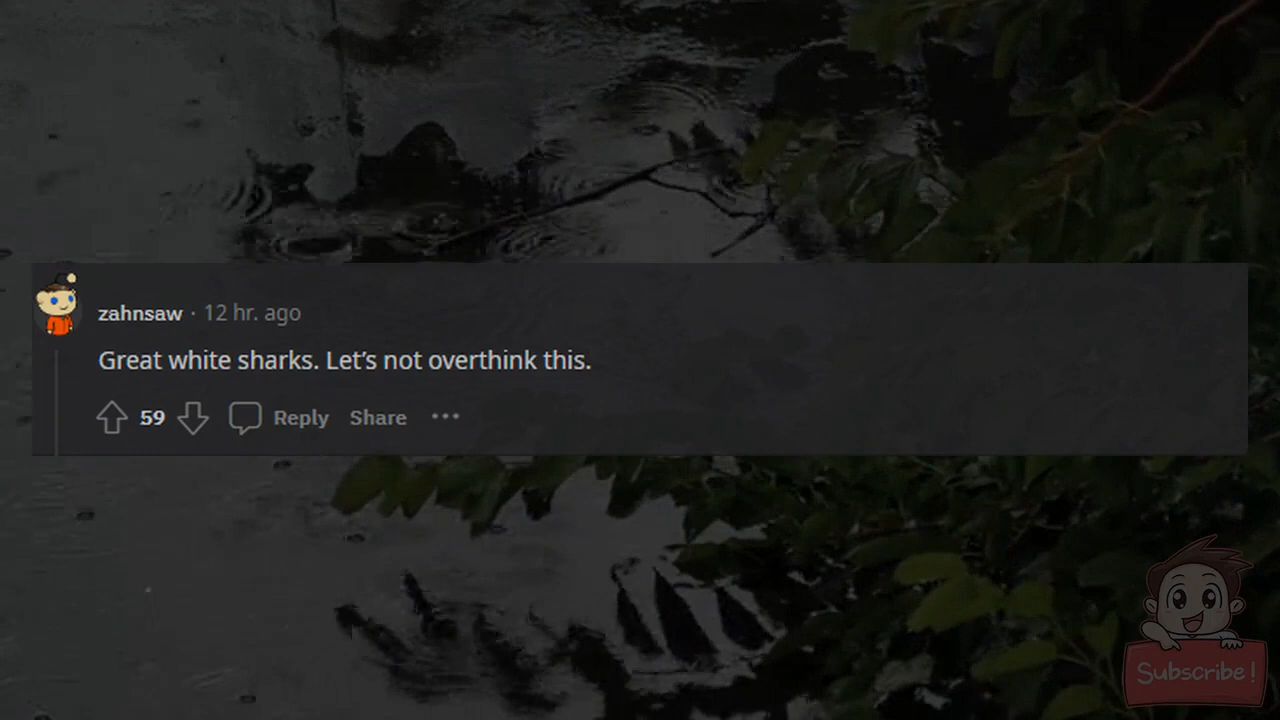 zahnsaw · 12 hr. ago
Great white sharks. Let’s not overthink this.
59 Reply Share ···
Subscribe!